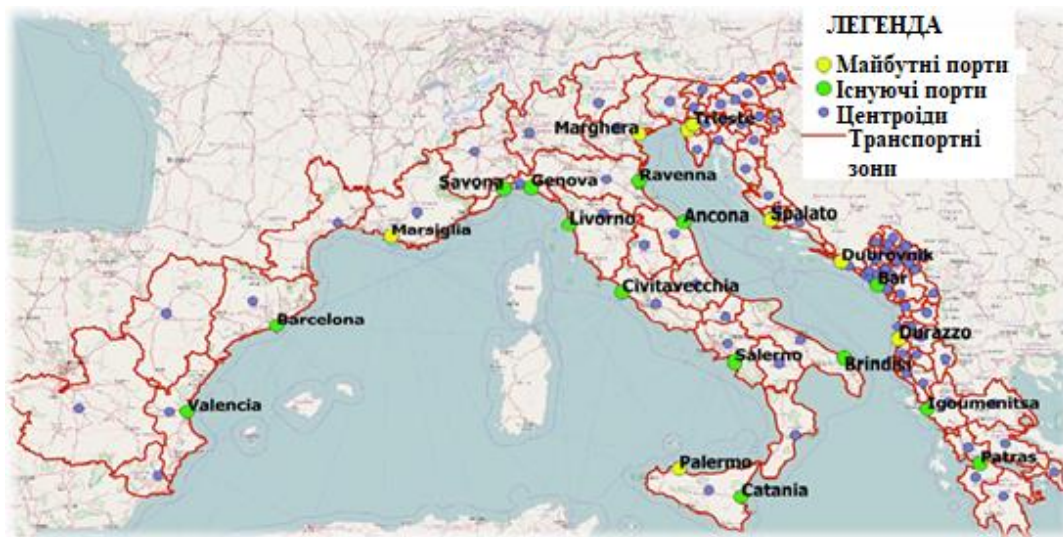 ЛЕГЕНДА
Майбутні порти
Існуючі порти
Центроїди
Транспортні
зони
Marghera
Trieste
Savona
Genova
Ravenna
Marsiglia
Livorno
Ancona
Spalato
Dubrovnik
Bar
Civitavecchia
Barcelona
Salerno
Brindisi
Durazzo
Valencia
Igoumenitsa
Palermo
Patras
Catania